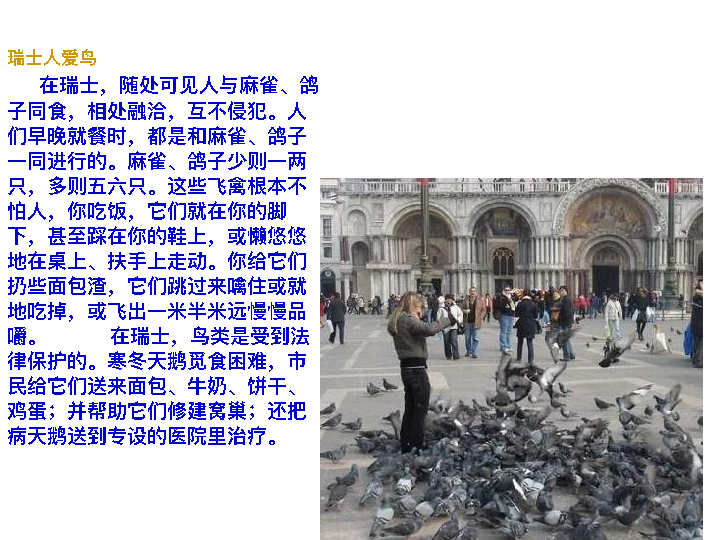 瑞士人爱鸟
在瑞士，随处可见人与麻雀、鸽
子同食，相处融洽，互不侵犯。人
们早晚就餐时，都是和麻雀、鸽子
一同进行的。麻雀、鸽子少则一两
只，多则五六只。这些飞禽根本不
怕人，你吃饭，它们就在你的脚
下，甚至踩在你的鞋上，或懒悠悠
地在桌上、扶手上走动。你给它们
扔些面包渣，它们跳过来噙住或就
地吃掉，或飞出一米半米远慢慢品
嚼。 在瑞士，鸟类是受到法
律保护的。寒冬天鹅觅食困难，市
民给它们送来面包、牛奶、饼干、
鸡蛋；并帮助它们修建窝巢；还把
病天鹅送到专设的医院里治疗。